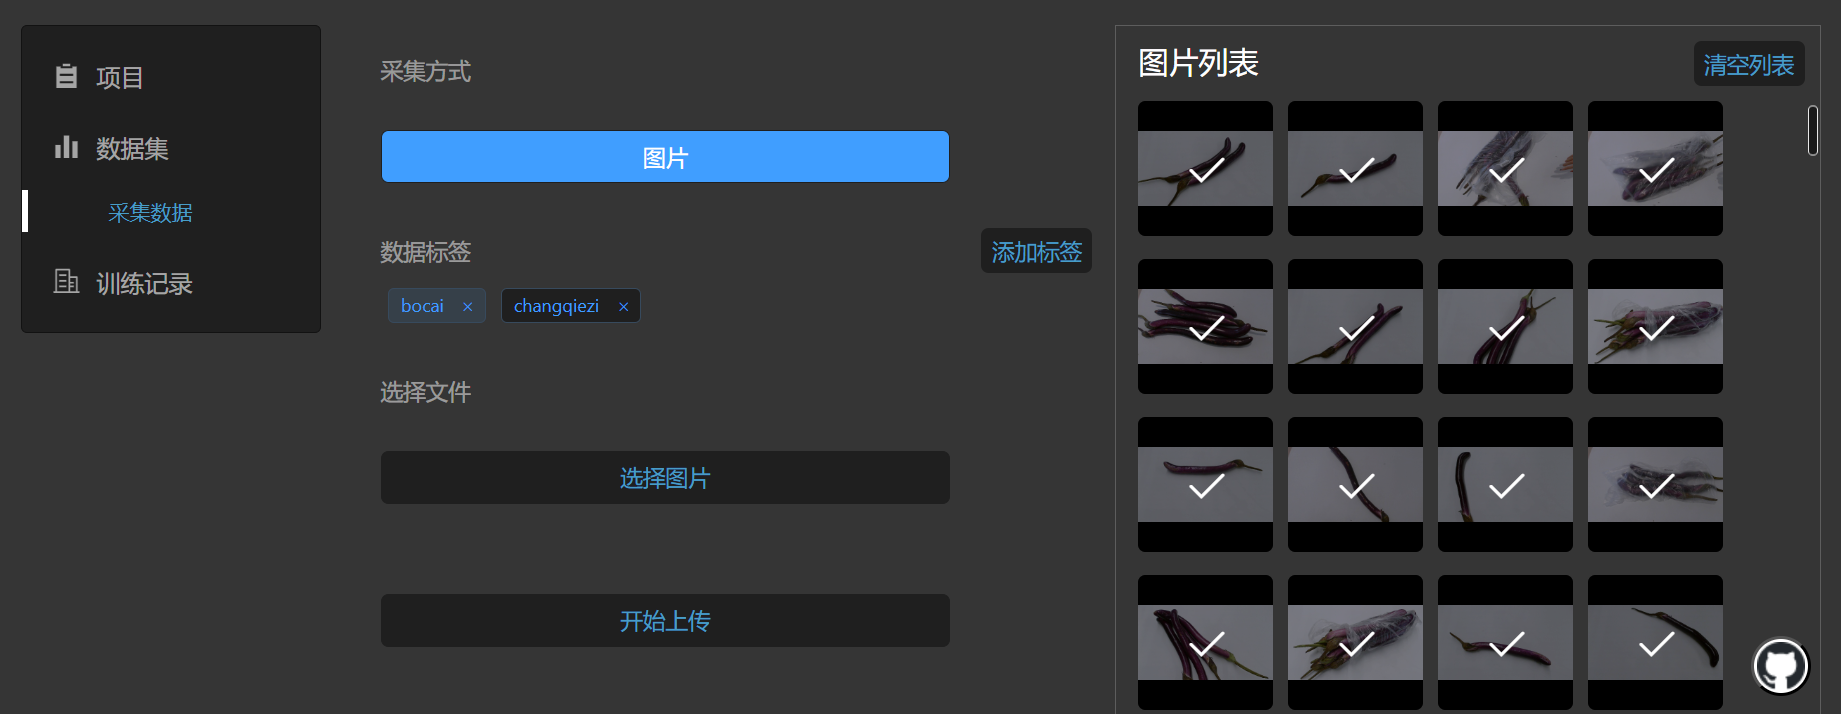 项目
数据集
采集数据
训练记录
采集方式
图片
数据标签
添加标签
bocai ×
changqiezi ×
选择文件
选择图片
开始上传
图片列表
清空列表